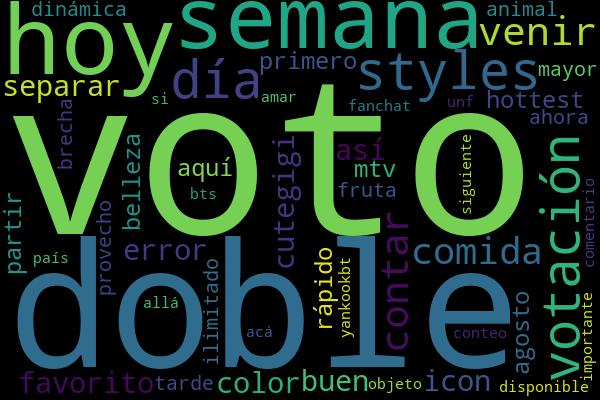 dinámica
semana
animal
hoy
venir
separar
día
primero
styles
mayor
si
amar
fanchat
unf
hottest
ahora
brecha
voto
belleza
aquí
bts
cutegigi
así
mtv
fruta
siguiente
votación
comentario
partir
país
provecho
error
allá
ilimitado
acá
doble
rápido
yankookbt
contar
comida
conteo
agosto
importante
favorito
tarde
color
buen
objeto
icon
disponible